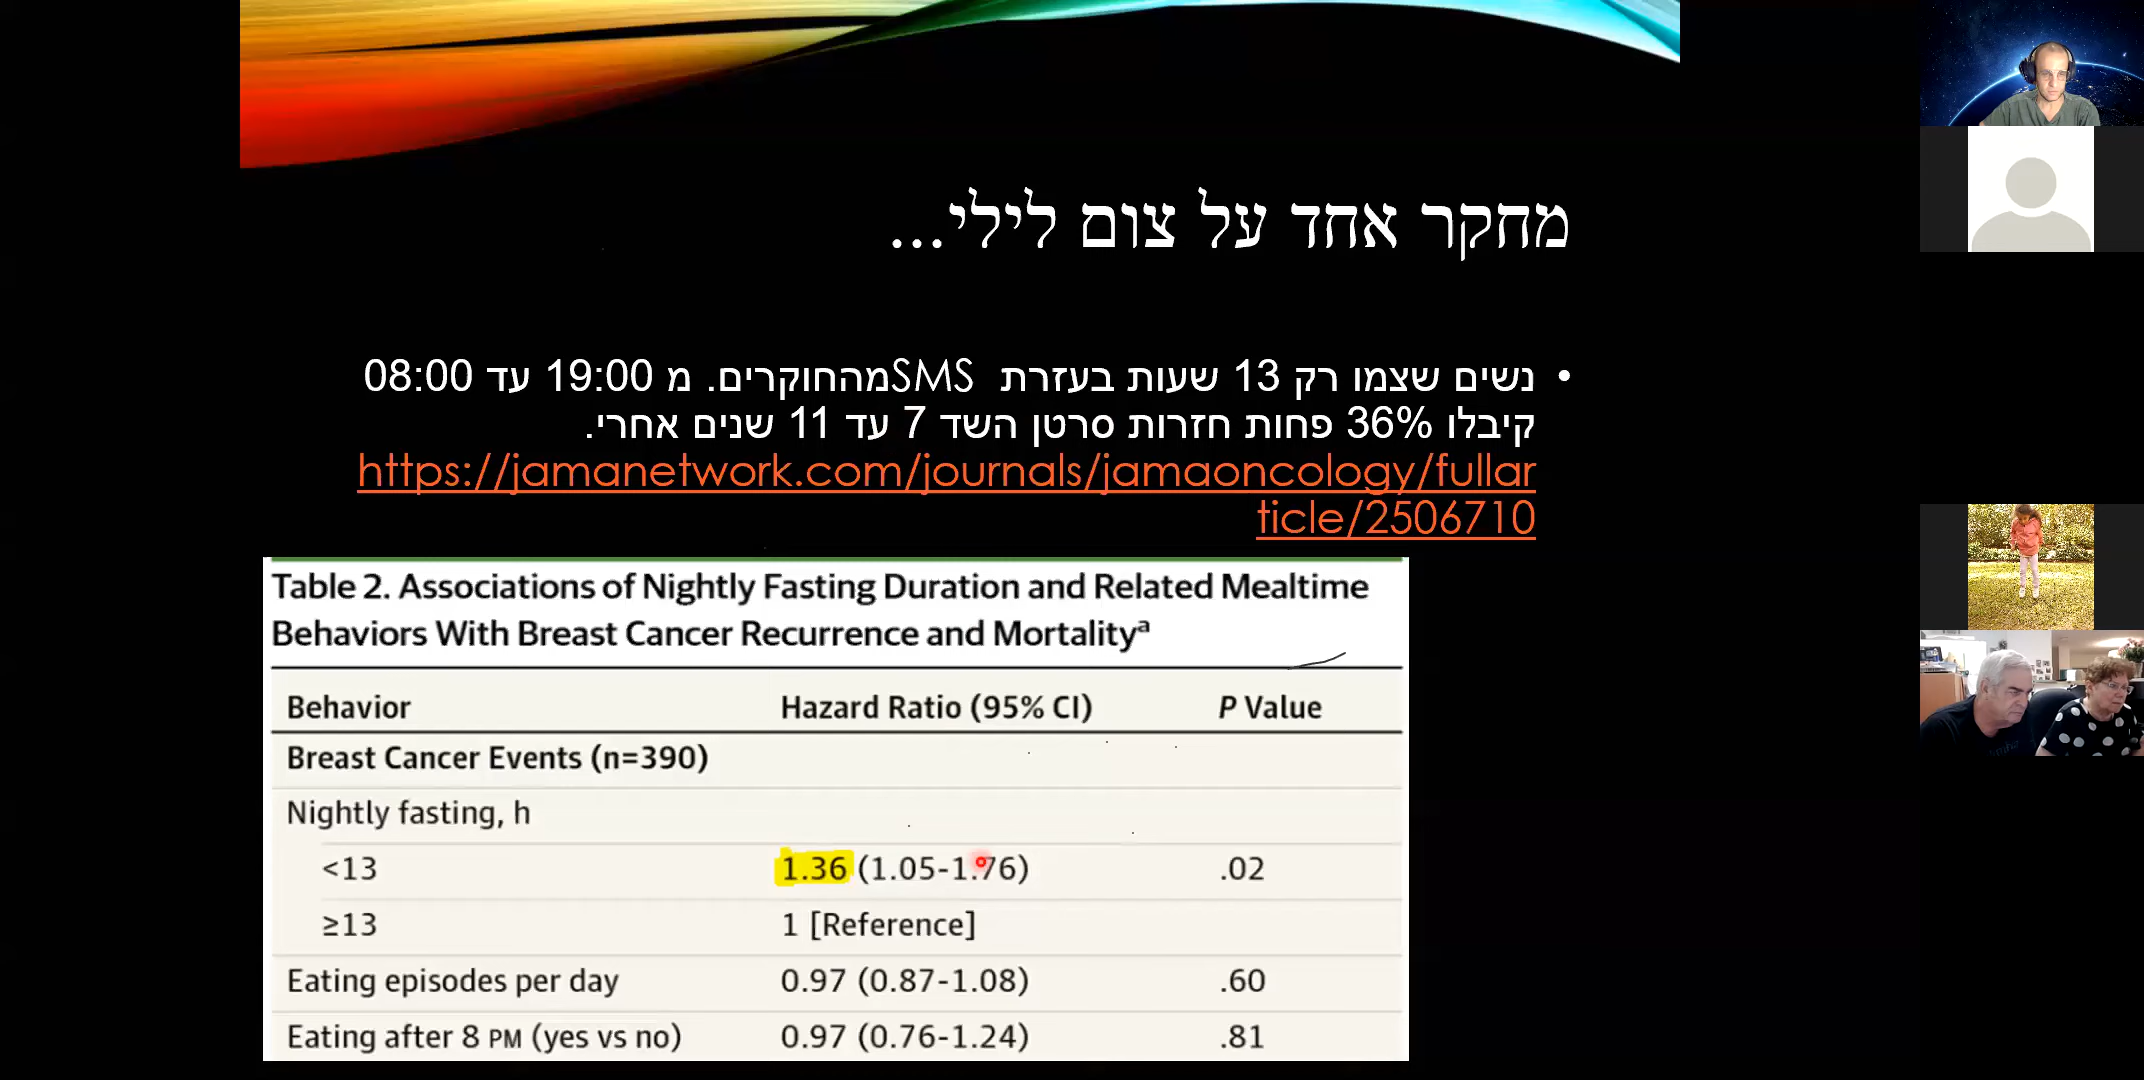 מחקר אחד על צום לילי...
• נשים שצמו רק 13 שעות בעזרת SMSמהחוקרים. מ 19:00 עד 08:00
קיבלו 36% פחות חזרות סרטן השד 7 עד 11 שנים אחרי.
https://jamanetwork.com/journals/jamaoncology/fullar
ticle/2506710
Table 2. Associations of Nightly Fasting Duration and Related Mealtime
Behaviors With Breast Cancer Recurrence and Mortalityª
Behavior Hazard Ratio (95% CI) P Value
Breast Cancer Events (n=390)
Nightly fasting, h
<13 1.36 (1.05-1.76) .02
≥13 1 [Reference]
Eating episodes per day 0.97 (0.87-1.08) .60
Eating after 8 PM (yes vs no) 0.97 (0.76-1.24) .81